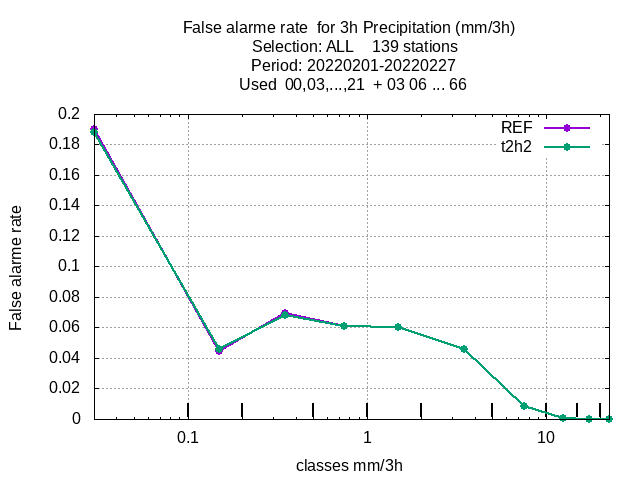 False alarme rate  for 3h Precipitation (mm/3h)
Selection: ALL    139 stations
Period: 20220201-20220227
Used  00,03,...,21  + 03 06 ... 66
REF
t2h2
0.2
0.18
0.16
0.14
0.12
0.1
0.08
0.06
0.04
0.02
0
False alarme rate
0.1 1 10
classes mm/3h